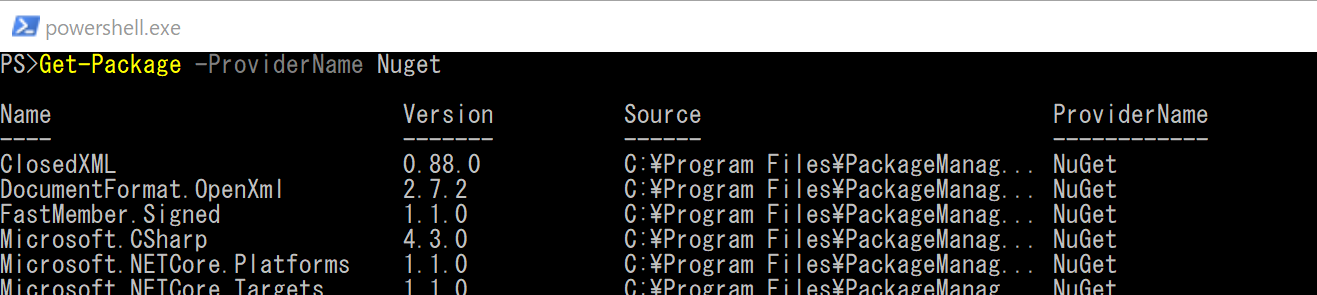 powershell.exe
PS>Get-Package -ProviderName Nuget
Name Version Source ProviderName
---- ------- ------ ------------
ClosedXML 0.88.0 C:¥Program Files¥PackageManag... NuGet
DocumentFormat.OpenXml 2.7.2 C:¥Program Files¥PackageManag... NuGet
FastMember.Signed 1.1.0 C:¥Program Files¥PackageManag... NuGet
Microsoft.CSharp 4.3.0 C:¥Program Files¥PackageManag... NuGet
Microsoft.NETCore.Platforms 1.1.0 C:¥Program Files¥PackageManag... NuGet
Microsoft.NETCore.Targets 1.1.0 C:¥Program Files¥PackageManag... NuGet